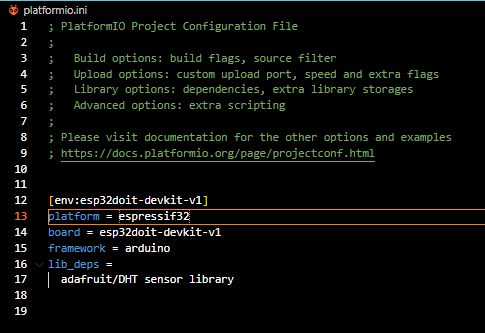 platformio.ini
1 ; PlatformIO Project Configuration File
2 ;
3 ;   Build options: build flags, source filter
4 ;   Upload options: custom upload port, speed and extra flags
5 ;   Library options: dependencies, extra library storages
6 ;   Advanced options: extra scripting
7 ;
8 ; Please visit documentation for the other options and examples
9 ; https://docs.platformio.org/page/projectconf.html
10
11
12 [env:esp32doit-devkit-v1]
13 platform = espressif32
14 board = esp32doit-devkit-v1
15 framework = arduino
16 lib_deps =
17   adafruit/DHT sensor library
18
19